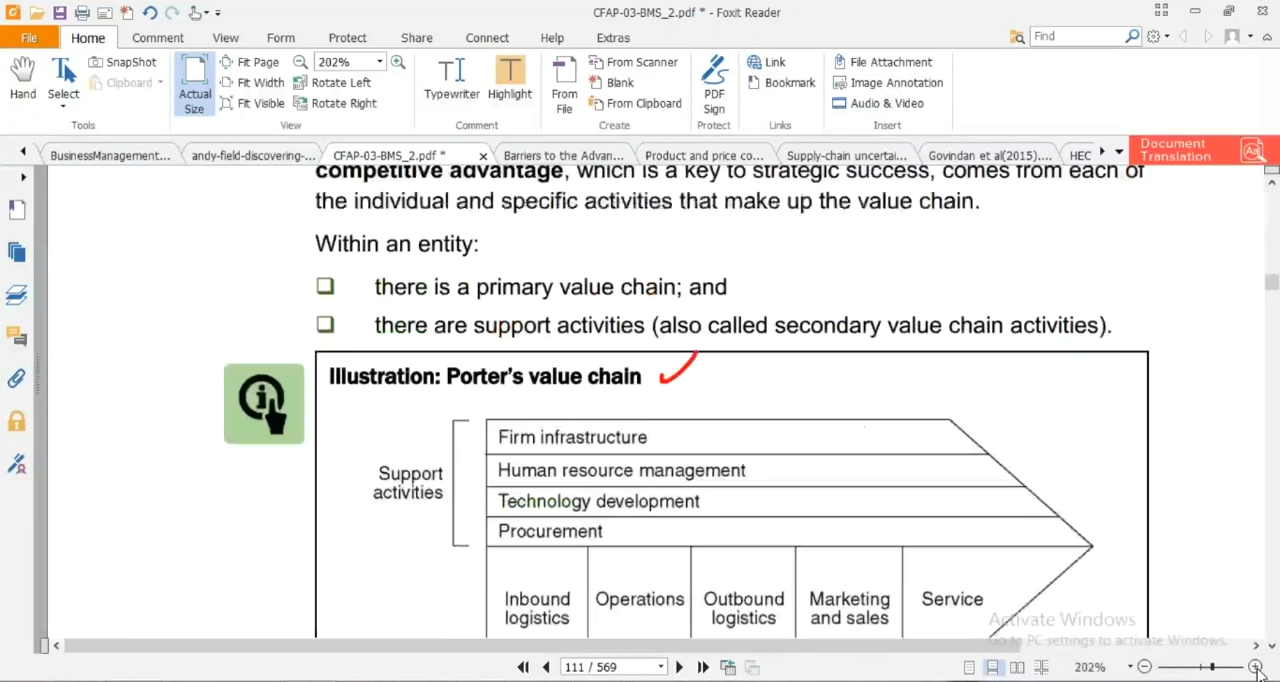 CFAP-03-BMS_2.pdf * - Foxit Reader
File Home Comment View Form Protect Share Connect Help Extras Find
SnapShot Fit Page 202% From Scanner Link File Attachment
Clipboard Fit Width Rotate Left Blank Bookmark Image Annotation
Hand Select Actual Size Fit Visible Rotate Right Typewriter Highlight From File From Clipboard PDF Sign Audio & Video
Tools View Comment Create Protect Links Insert
BusinessManagement... andy-field-discovering-... CFAP-03-BMS_2.pdf * x Barriers to the Advan... Product and price co... Supply-chain uncertai... Govindan et al(2015).... HEC
Document
Translation
competitive advantage, which is a key to strategic success, comes from each of
the individual and specific activities that make up the value chain.
Within an entity:
there is a primary value chain; and
there are support activities (also called secondary value chain activities).
Illustration: Porter's value chain
Support
activities
Firm infrastructure
Human resource management
Technology development
Procurement
Inbound
logistics
Operations
Outbound
logistics
Marketing
and sales
Service
Activate Windows
Go to PC settings to activate Windows.
111 / 569
202%